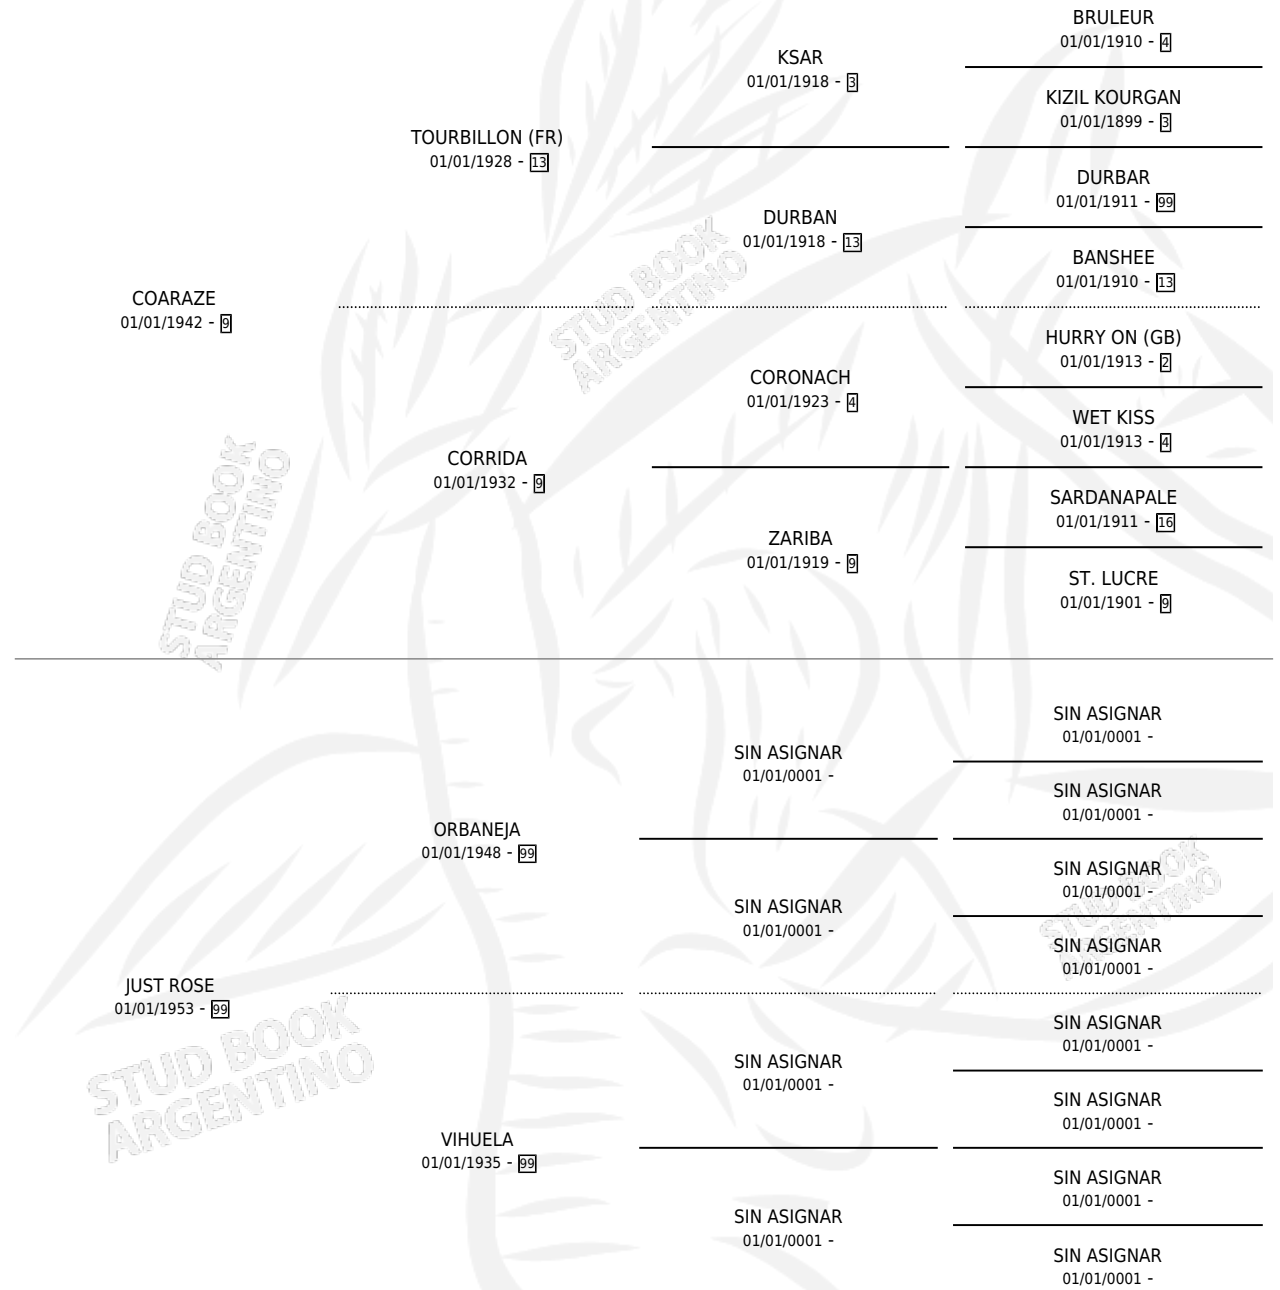 BRULEUR
01/01/1910 - 4
KSAR
01/01/1918 - 3
KIZIL KOURGAN
01/01/1899 - 3
TOURBILLON (FR)
01/01/1928 - 13
DURBAR
01/01/1911 - 99
DURBAN
01/01/1918 - 13
BANSHEE
01/01/1910 - 13
COARAZE
01/01/1942 - 9
HURRY ON (GB)
01/01/1913 - 2
CORONACH
01/01/1923 - 4
WET KISS
01/01/1913 - 4
CORRIDA
01/01/1932 - 9
SARDANAPALE
01/01/1911 - 16
ZARIBA
01/01/1919 - 9
ST. LUCRE
01/01/1901 - 9
SIN ASIGNAR
01/01/0001 -
SIN ASIGNAR
01/01/0001 -
SIN ASIGNAR
01/01/0001 -
ORBANEJA
01/01/1948 - 99
SIN ASIGNAR
01/01/0001 -
SIN ASIGNAR
01/01/0001 -
SIN ASIGNAR
01/01/0001 -
JUST ROSE
01/01/1953 - 99
SIN ASIGNAR
01/01/0001 -
SIN ASIGNAR
01/01/0001 -
SIN ASIGNAR
01/01/0001 -
VIHUELA
01/01/1935 - 99
SIN ASIGNAR
01/01/0001 -
SIN ASIGNAR
01/01/0001 -
SIN ASIGNAR
01/01/0001 -
STUD BOOK
ARGENTINO
STUD BOOK
ARGENTINO
STUD BOOK
ARGENTINO
STUD BOOK
ARGENTINO